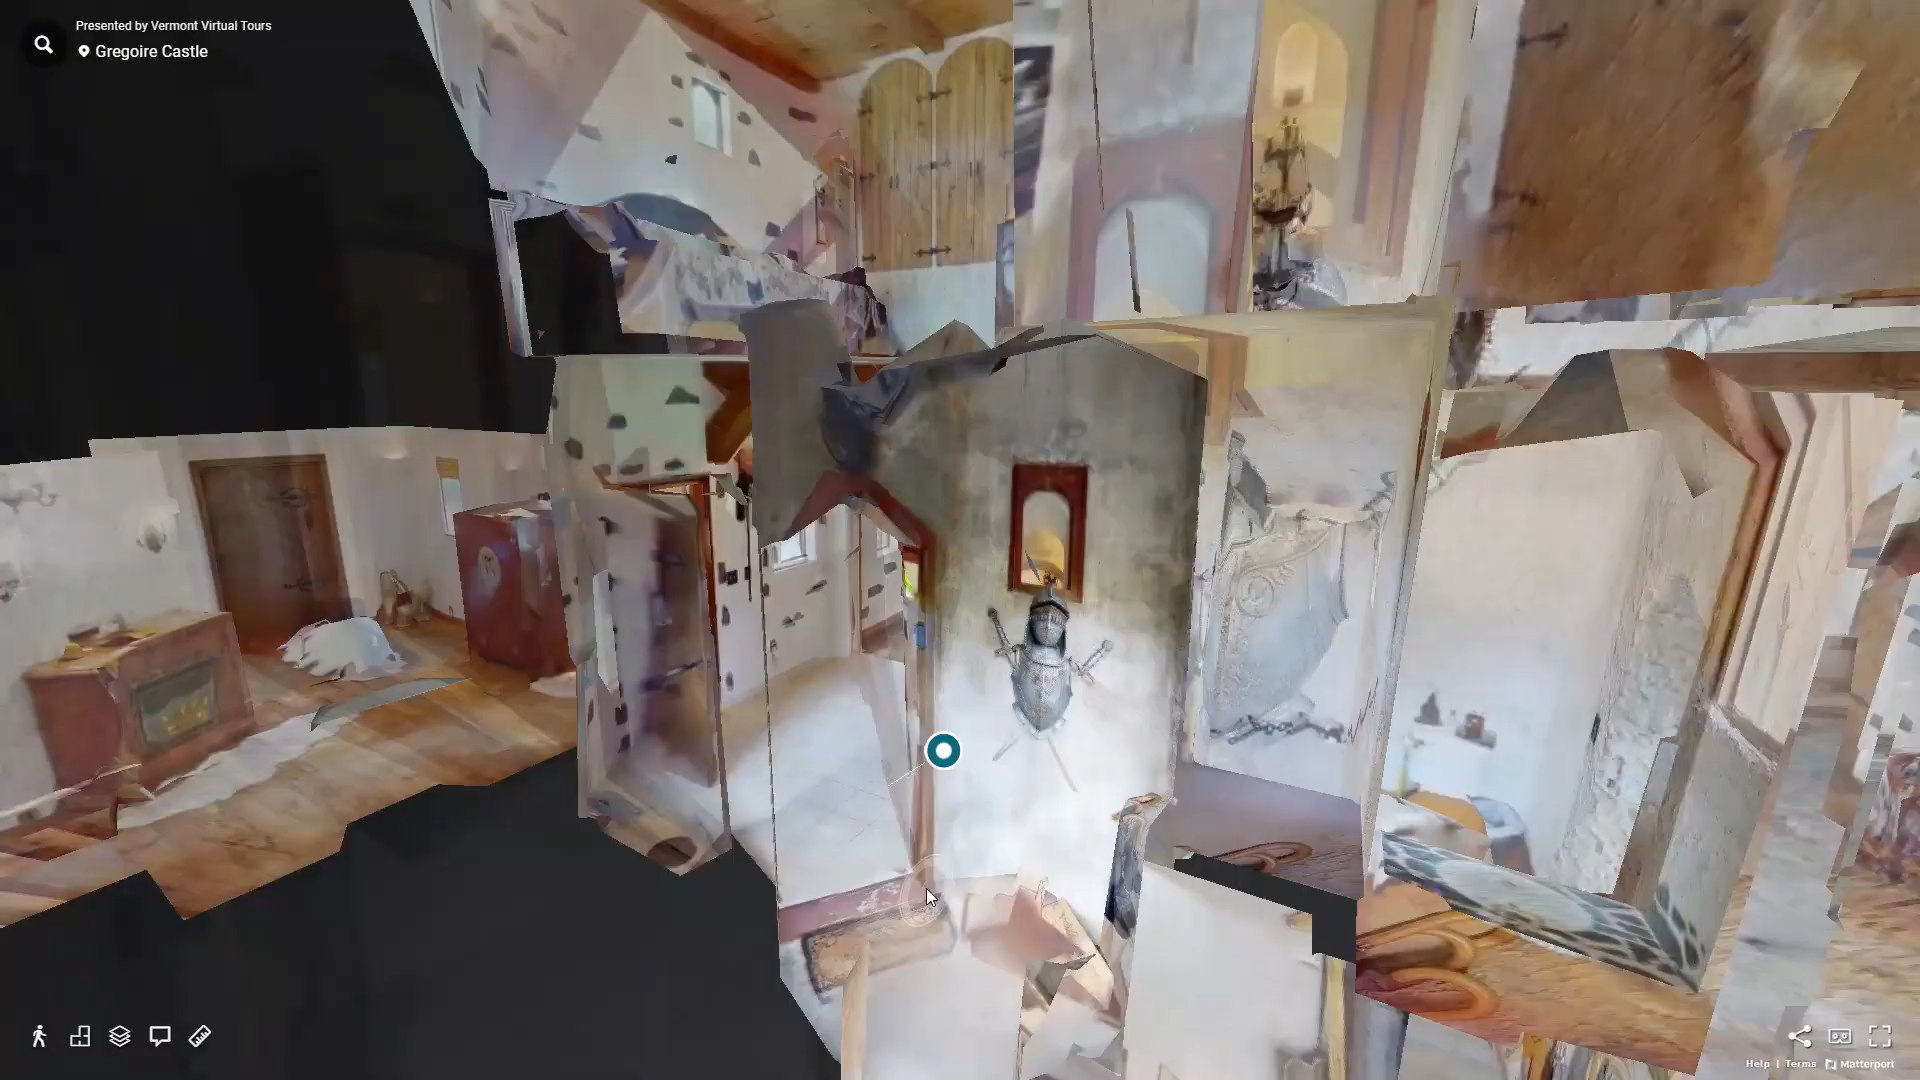 Presented by Vermont Virtual Tours
Gregoire Castle
Help | Terms Matterport